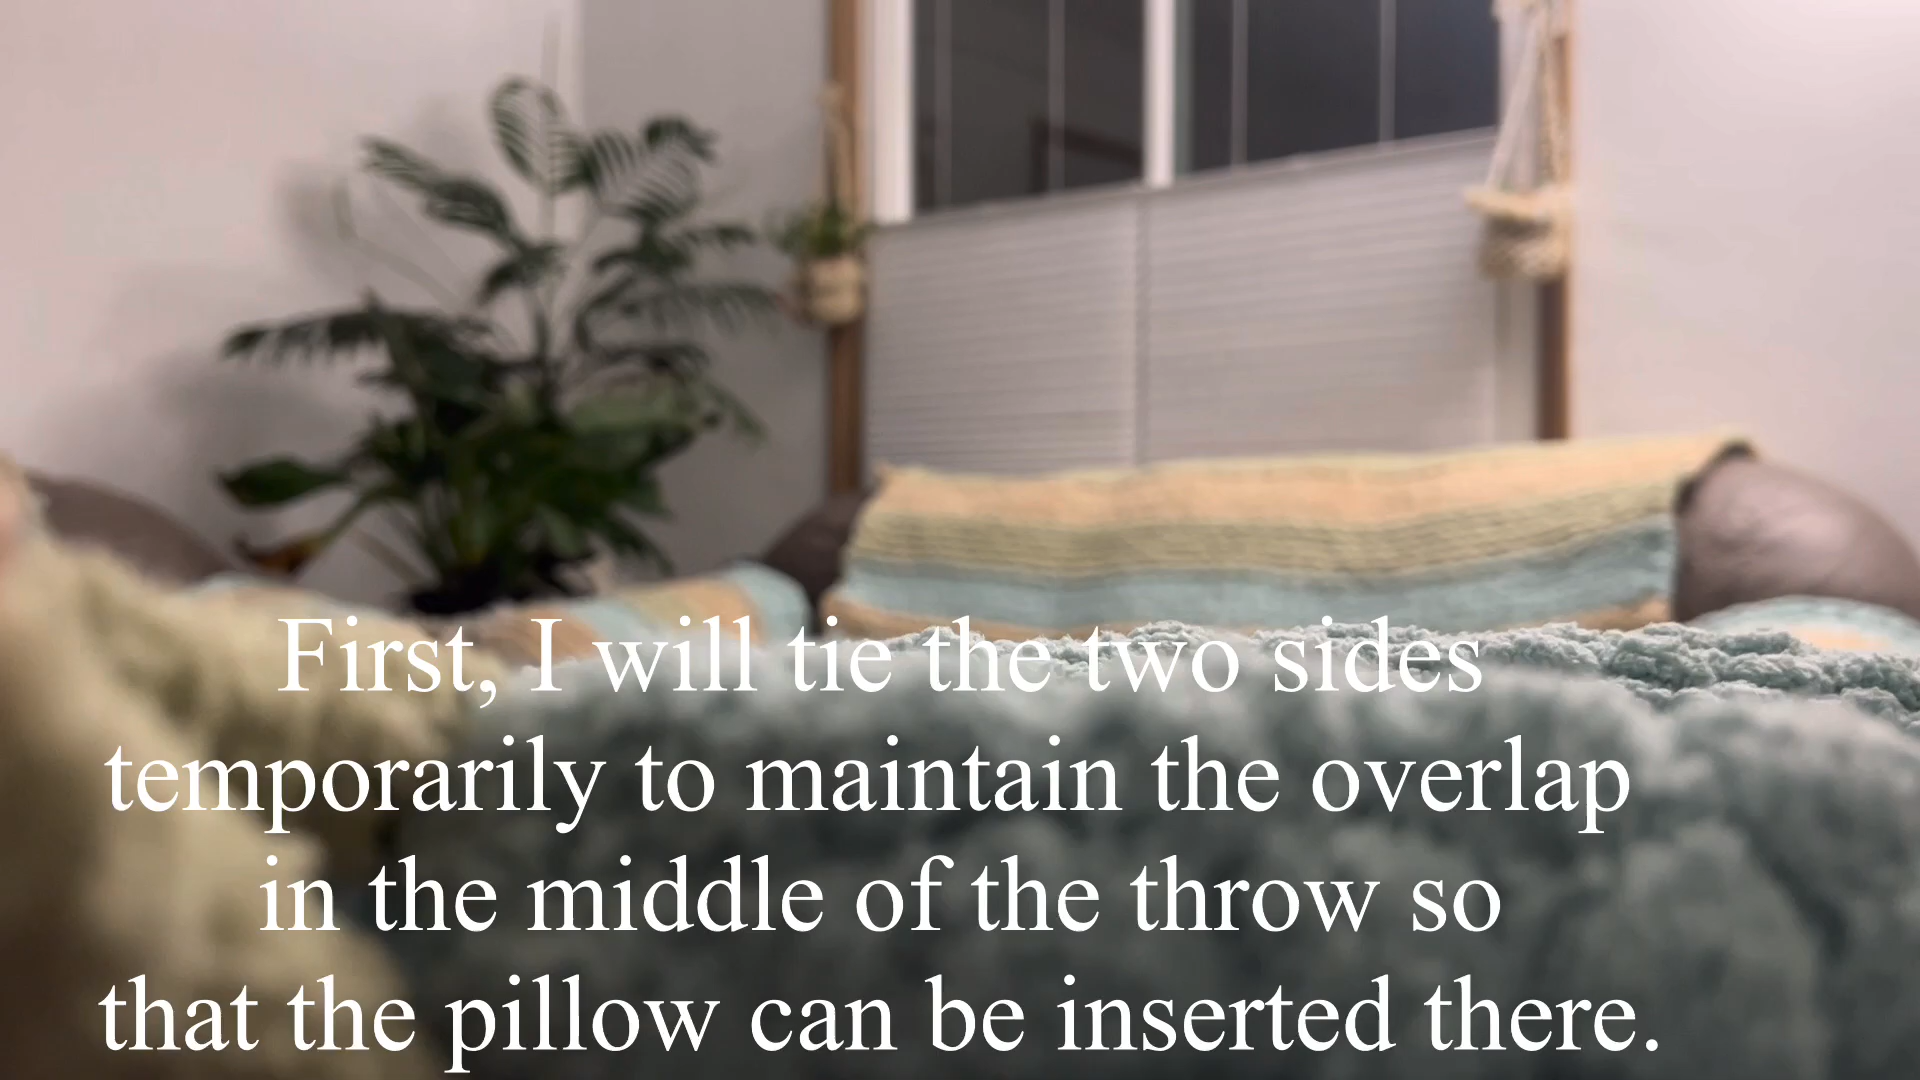 First, I will tie the two sides
temporarily to maintain the overlap
in the middle of the throw so
that the pillow can be inserted there.